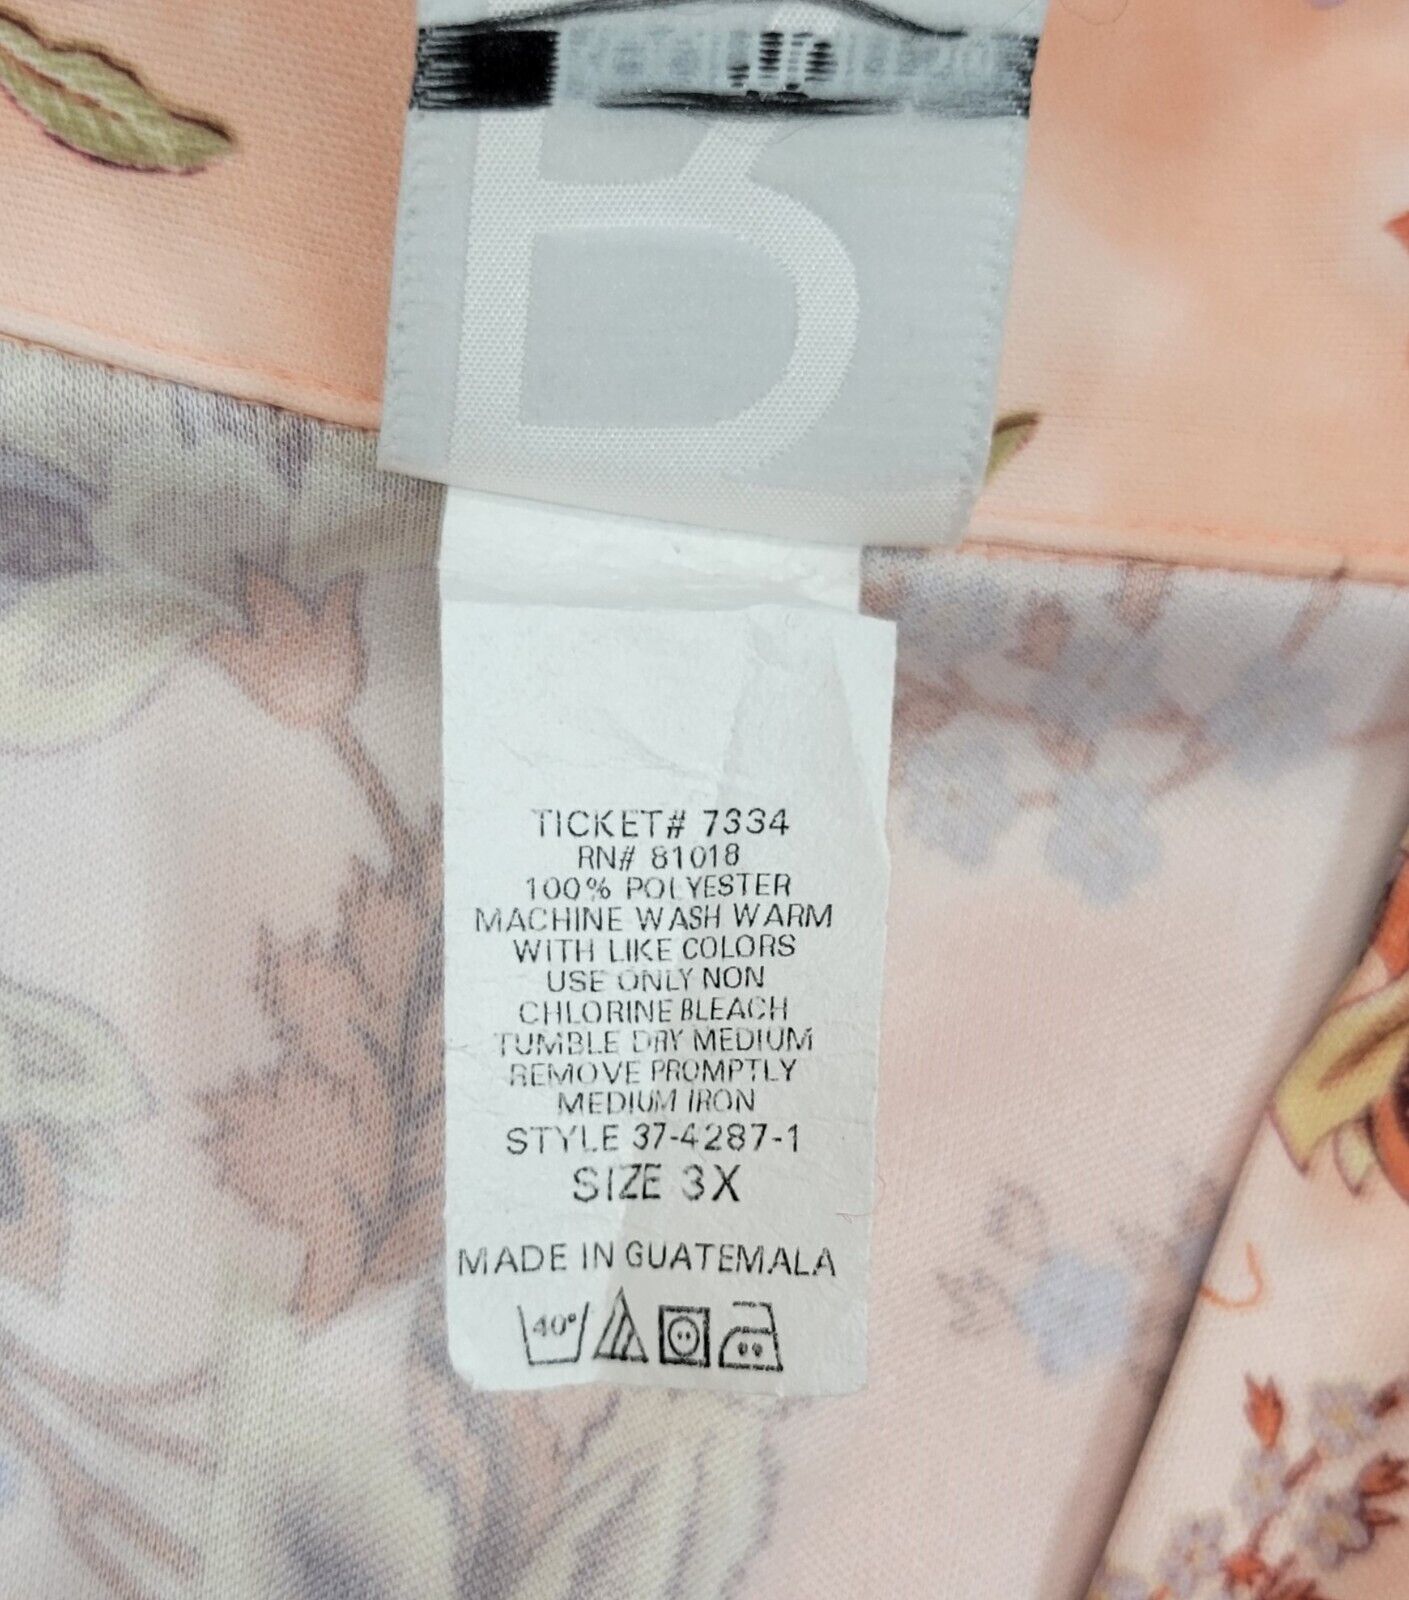 TICKET# 7334
RN# 81018
100% POLYESTER
MACHINE WASH WARM
WITH LIKE COLORS
USE ONLY NON
CHLORINE BLEACH
TUMBLE DRY MEDIUM
REMOVE PROMPTLY
MEDIUM IRON
STYLE 37-4287-1
SIZE 3X
MADE IN GUATEMALA
40°